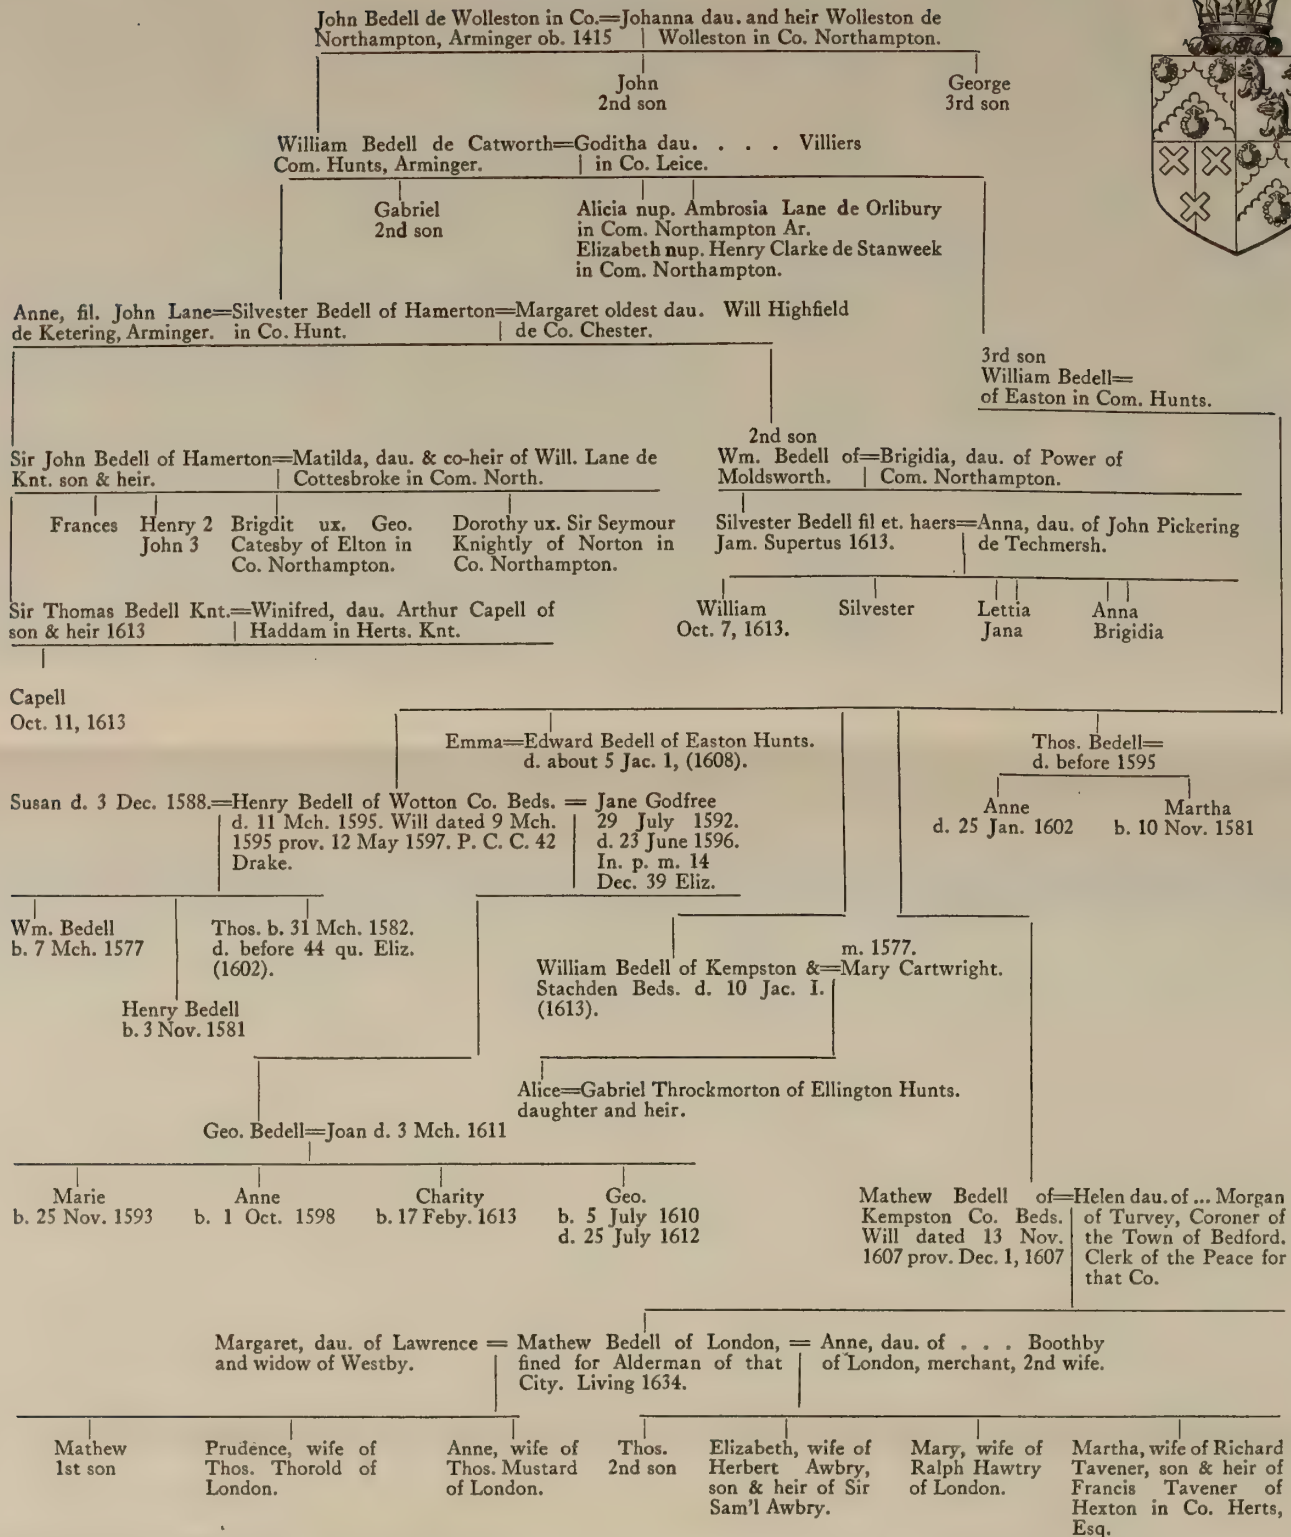 John Bedell de Wolleston in Co.=Johanna dau. and heir Wolleston de
Northampton, Arminger ob. 1415 | Wolleston in Co. Northampton.
John
2nd son
George
3rd son
William Bedell de Catworth=Goditha dau. . . . Villiers
Com. Hunts, Arminger. | in Co. Leice.
Gabriel
2nd son
Alicia nup. Ambrosia Lane de Orlibury
in Com. Northampton Ar.
Elizabeth nup. Henry Clarke de Stanweek
in Com. Northampton.
Anne, fil. John Lane=Silvester Bedell of Hamerton=Margaret oldest dau. Will Highfield
de Ketering, Arminger. in Co. Hunt. | de Co. Chester.
3rd son
William Bedell=
of Easton in Com. Hunts.
Sir John Bedell of Hamerton=Matilda, dau. & co-heir of Will. Lane de
Knt. son & heir. | Cottesbroke in Com. North.
2nd son
Wm. Bedell of=Brigidia, dau. of Power of
Moldsworth. | Com. Northampton.
Frances
Henry 2
John 3
Brigdit ux. Geo.
Catesby of Elton in
Co. Northampton.
Dorothy ux. Sir Seymour
Knightly of Norton in
Co. Northampton.
Silvester Bedell fil et. haers=Anna, dau. of John Pickering
Jam. Supertus 1613. | de Techmersh.
Sir Thomas Bedell Knt.=Winifred, dau. Arthur Capell of
son & heir 1613 | Haddam in Herts. Knt.
William
Oct. 7, 1613.
Silvester
Lettia
Jana
Anna
Brigidia
Capell
Oct. 11, 1613
Emma=Edward Bedell of Easton Hunts.
d. about 5 Jac. 1, (1608).
Thos. Bedell=
d. before 1595
Anne
d. 25 Jan. 1602
Martha
b. 10 Nov. 1581
Susan d. 3 Dec. 1588.=Henry Bedell of Wotton Co. Beds. = Jane Godfree
d. 11 Mch. 1595. Will dated 9 Mch.
1595 prov. 12 May 1597. P. C. C. 42
Drake.
29 July 1592.
d. 23 June 1596.
In. p. m. 14
Dec. 39 Eliz.
Wm. Bedell
b. 7 Mch. 1577
Thos. b. 31 Mch. 1582.
d. before 44 qu. Eliz.
(1602).
Henry Bedell
b. 3 Nov. 1581
m. 1577.
William Bedell of Kempston &=Mary Cartwright.
Stachden Beds. d. 10 Jac. I.
(1613).
Alice=Gabriel Throckmorton of Ellington Hunts.
daughter and heir.
Geo. Bedell=Joan d. 3 Mch. 1611
Marie
b. 25 Nov. 1593
Anne
b. 1 Oct. 1598
Charity
b. 17 Feby. 1613
Geo.
b. 5 July 1610
d. 25 July 1612
Mathew Bedell of=Helen dau. of ... Morgan
Kempston Co. Beds. | of Turvey, Coroner of
Will dated 13 Nov. | the Town of Bedford.
1607 prov. Dec. 1, 1607 | Clerk of the Peace for
that Co.
Margaret, dau. of Lawrence = Mathew Bedell of London, = Anne, dau. of . . . Boothby
and widow of Westby. | fined for Alderman of that | of London, merchant, 2nd wife.
City. Living 1634.
Mathew
1st son
Prudence, wife of
Thos. Thorold of
London.
Anne, wife of
Thos. Mustard
of London.
Thos.
2nd son
Elizabeth, wife of
Herbert Awbry,
son & heir of Sir
Sam'l Awbry.
Mary, wife of
Ralph Hawtry
of London.
Martha, wife of Richard
Tavener, son & heir of
Francis Tavener of
Hexton in Co. Herts,
Esq.